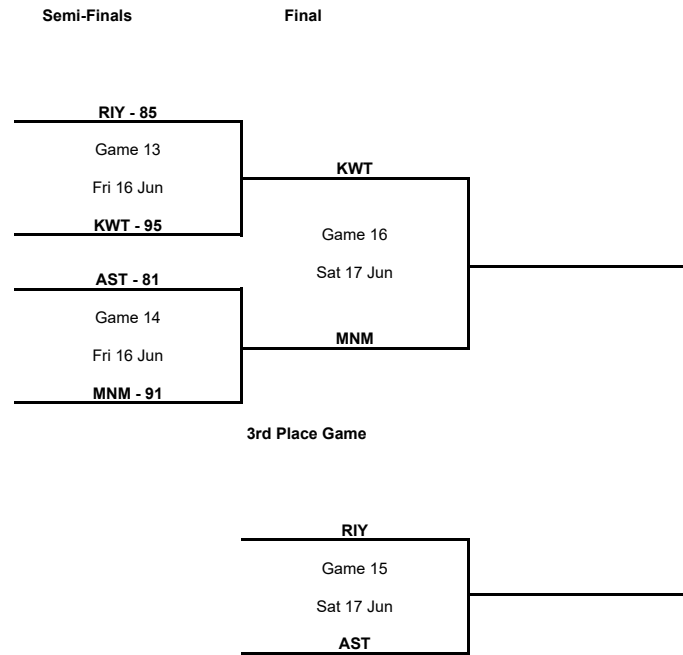 Semi-Finals
Final
RIY - 85
Game 13
Fri 16 Jun
KWT - 95
AST - 81
Game 14
Fri 16 Jun
MNM - 91
KWT
Game 16
Sat 17 Jun
MNM
3rd Place Game
RIY
Game 15
Sat 17 Jun
AST